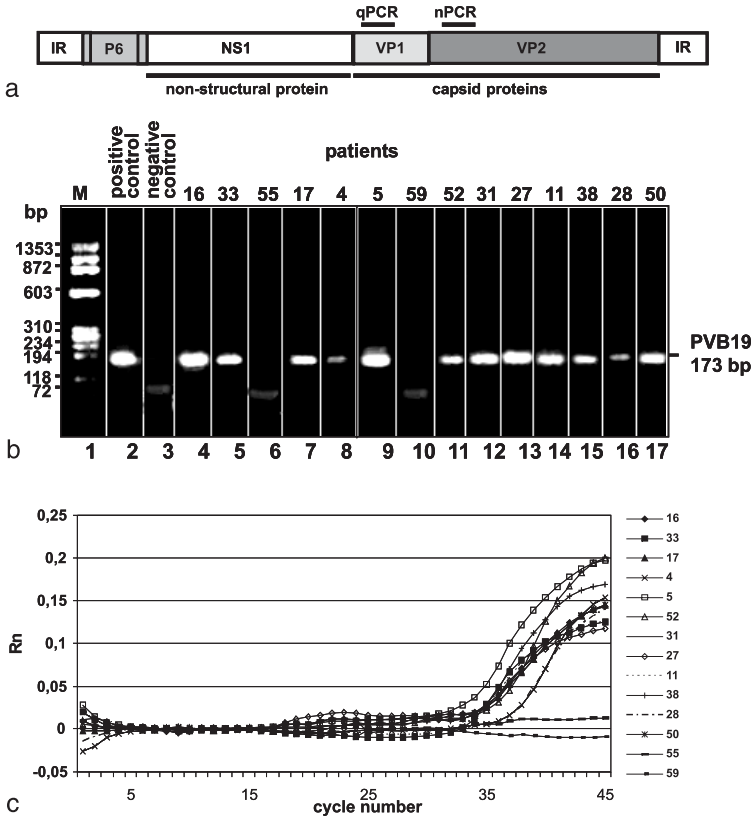 qPCR nPCR
IR P6 NS1 VP1 VP2 IR
non-structural protein capsid proteins
a
positive control
negative control
patients
M 16 33 55 17 4 5 59 52 31 27 11 38 28 50
bp
1353
872
603
310
234
194
118
72
PVB19
173 bp
b
1 2 3 4 5 6 7 8 9 10 11 12 13 14 15 16 17
0,25
0,2
0,15
0,1
0,05
0
-0,05
Rn
5 15 25 35 45
cycle number
16
33
17
4
5
52
31
27
11
38
28
50
55
59
c